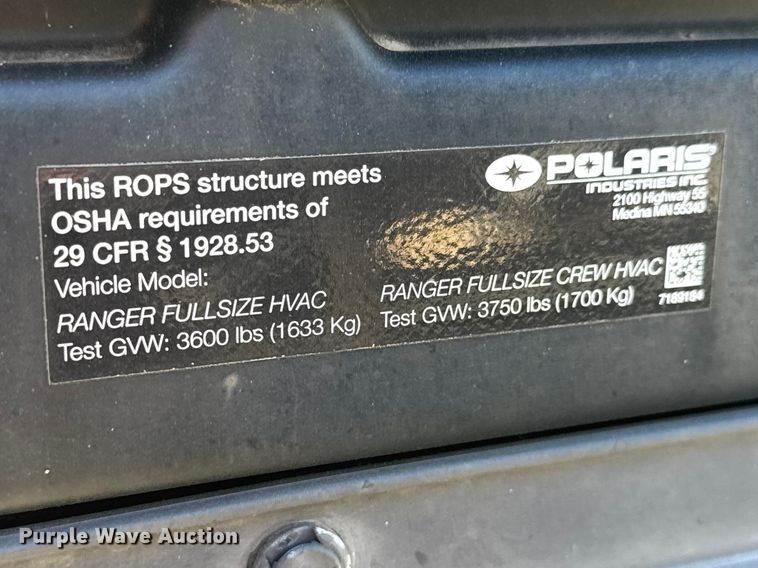 This ROPS structure meets
OSHA requirements of
29 CFR § 1928.53
Vehicle Model:
RANGER FULLSIZE HVAC
Test GVW: 3600 lbs (1633 Kg)
POLARIS
INDUSTRIES INC
2100 Highway 55
Medina MN 55340
RANGER FULLSIZE CREW HVAC
Test GVW: 3750 lbs (1700 Kg)
7183184
Purple Wave Auction